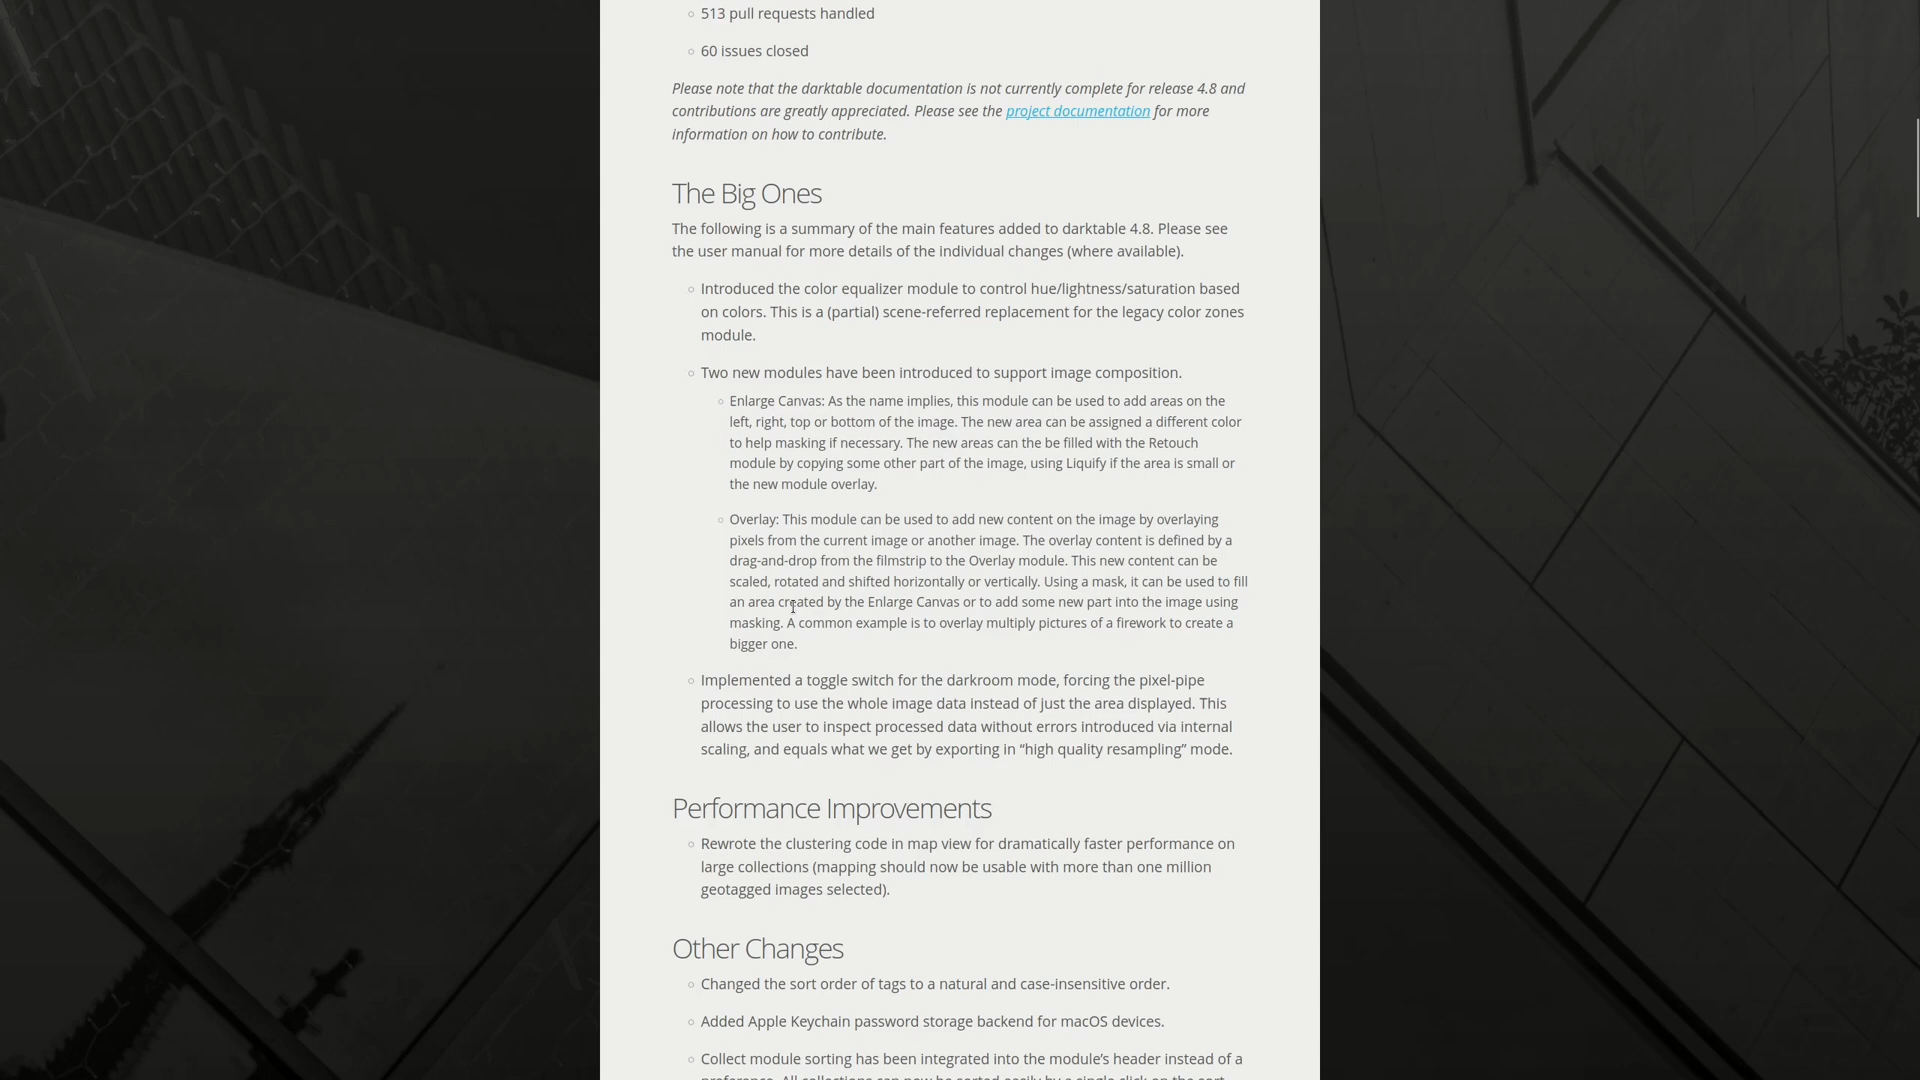 513 pull requests handled
60 issues closed
Please note that the darktable documentation is not currently complete for release 4.8 and
contributions are greatly appreciated. Please see the project documentation for more
information on how to contribute.
The Big Ones
The following is a summary of the main features added to darktable 4.8. Please see
the user manual for more details of the individual changes (where available).
Introduced the color equalizer module to control hue/lightness/saturation based
on colors. This is a (partial) scene-referred replacement for the legacy color zones
module.
Two new modules have been introduced to support image composition.
Enlarge Canvas: As the name implies, this module can be used to add areas on the
left, right, top or bottom of the image. The new area can be assigned a different color
to help masking if necessary. The new areas can the be filled with the Retouch
module by copying some other part of the image, using Liquify if the area is small or
the new module overlay.
Overlay: This module can be used to add new content on the image by overlaying
pixels from the current image or another image. The overlay content is defined by a
drag-and-drop from the filmstrip to the Overlay module. This new content can be
scaled, rotated and shifted horizontally or vertically. Using a mask, it can be used to fill
an area created by the Enlarge Canvas or to add some new part into the image using
masking. A common example is to overlay multiply pictures of a firework to create a
bigger one.
Implemented a toggle switch for the darkroom mode, forcing the pixel-pipe
processing to use the whole image data instead of just the area displayed. This
allows the user to inspect processed data without errors introduced via internal
scaling, and equals what we get by exporting in “high quality resampling” mode.
Performance Improvements
Rewrote the clustering code in map view for dramatically faster performance on
large collections (mapping should now be usable with more than one million
geotagged images selected).
Other Changes
Changed the sort order of tags to a natural and case-insensitive order.
Added Apple Keychain password storage backend for macOS devices.
Collect module sorting has been integrated into the module’s header instead of a
preference. All collections can now be sorted easily by a single click on the sort